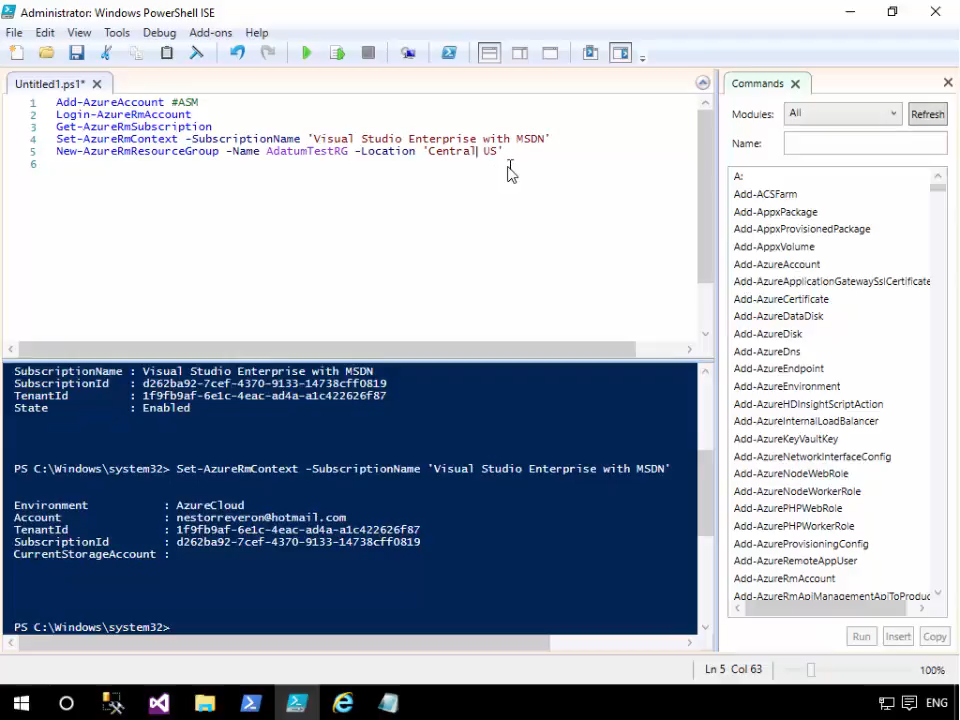 Administrator: Windows PowerShell ISE
File Edit View Tools Debug Add-ons Help
Untitled1.ps1*
1 Add-AzureAccount #ASM
2 Login-AzureRmAccount
3 Get-AzureRmSubscription
4 Set-AzureRmContext -SubscriptionName 'Visual Studio Enterprise with MSDN'
5 New-AzureRmResourceGroup -Name AdatumTestRG -Location 'Central US'
6
SubscriptionName : Visual Studio Enterprise with MSDN
SubscriptionId : d262ba92-7cef-4370-9133-14738cff0819
TenantId : 1f9fb9af-6e1c-4eac-ad4a-a1c422626f87
State : Enabled
PS C:\Windows\system32> Set-AzureRmContext -SubscriptionName 'Visual Studio Enterprise with MSDN'
Environment : AzureCloud
Account : nestorreveron@hotmail.com
TenantId : 1f9fb9af-6e1c-4eac-ad4a-a1c422626f87
SubscriptionId : d262ba92-7cef-4370-9133-14738cff0819
CurrentStorageAccount :
PS C:\Windows\system32>
Commands
Modules: All Refresh
Name:
A:
Add-ACSFarm
Add-AppxPackage
Add-AppxProvisionedPackage
Add-AppxVolume
Add-AzureAccount
Add-AzureApplicationGatewaySslCertificate
Add-AzureCertificate
Add-AzureDataDisk
Add-AzureDisk
Add-AzureDns
Add-AzureEndpoint
Add-AzureEnvironment
Add-AzureHDInsightScriptAction
Add-AzureInternalLoadBalancer
Add-AzureKeyVaultKey
Add-AzureNetworkInterfaceConfig
Add-AzureNodeWebRole
Add-AzureNodeWorkerRole
Add-AzurePHPWebRole
Add-AzurePHPWorkerRole
Add-AzureProvisioningConfig
Add-AzureRemoteAppUser
Add-AzureRmAccount
Add-AzureRmApiManagementApiToProduc
Run Insert Copy
Ln 5 Col 63 100%
ENG